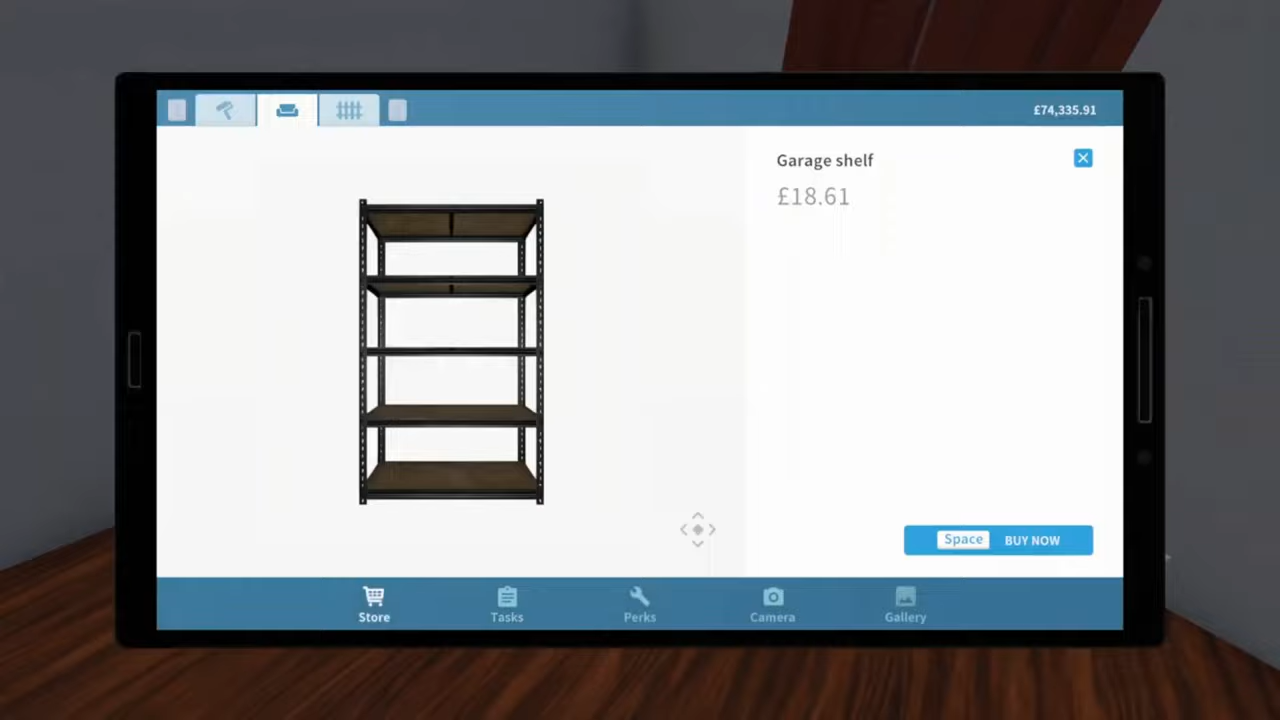 £74,335.91
Garage shelf
£18.61
Space BUY NOW
Store Tasks Perks Camera Gallery